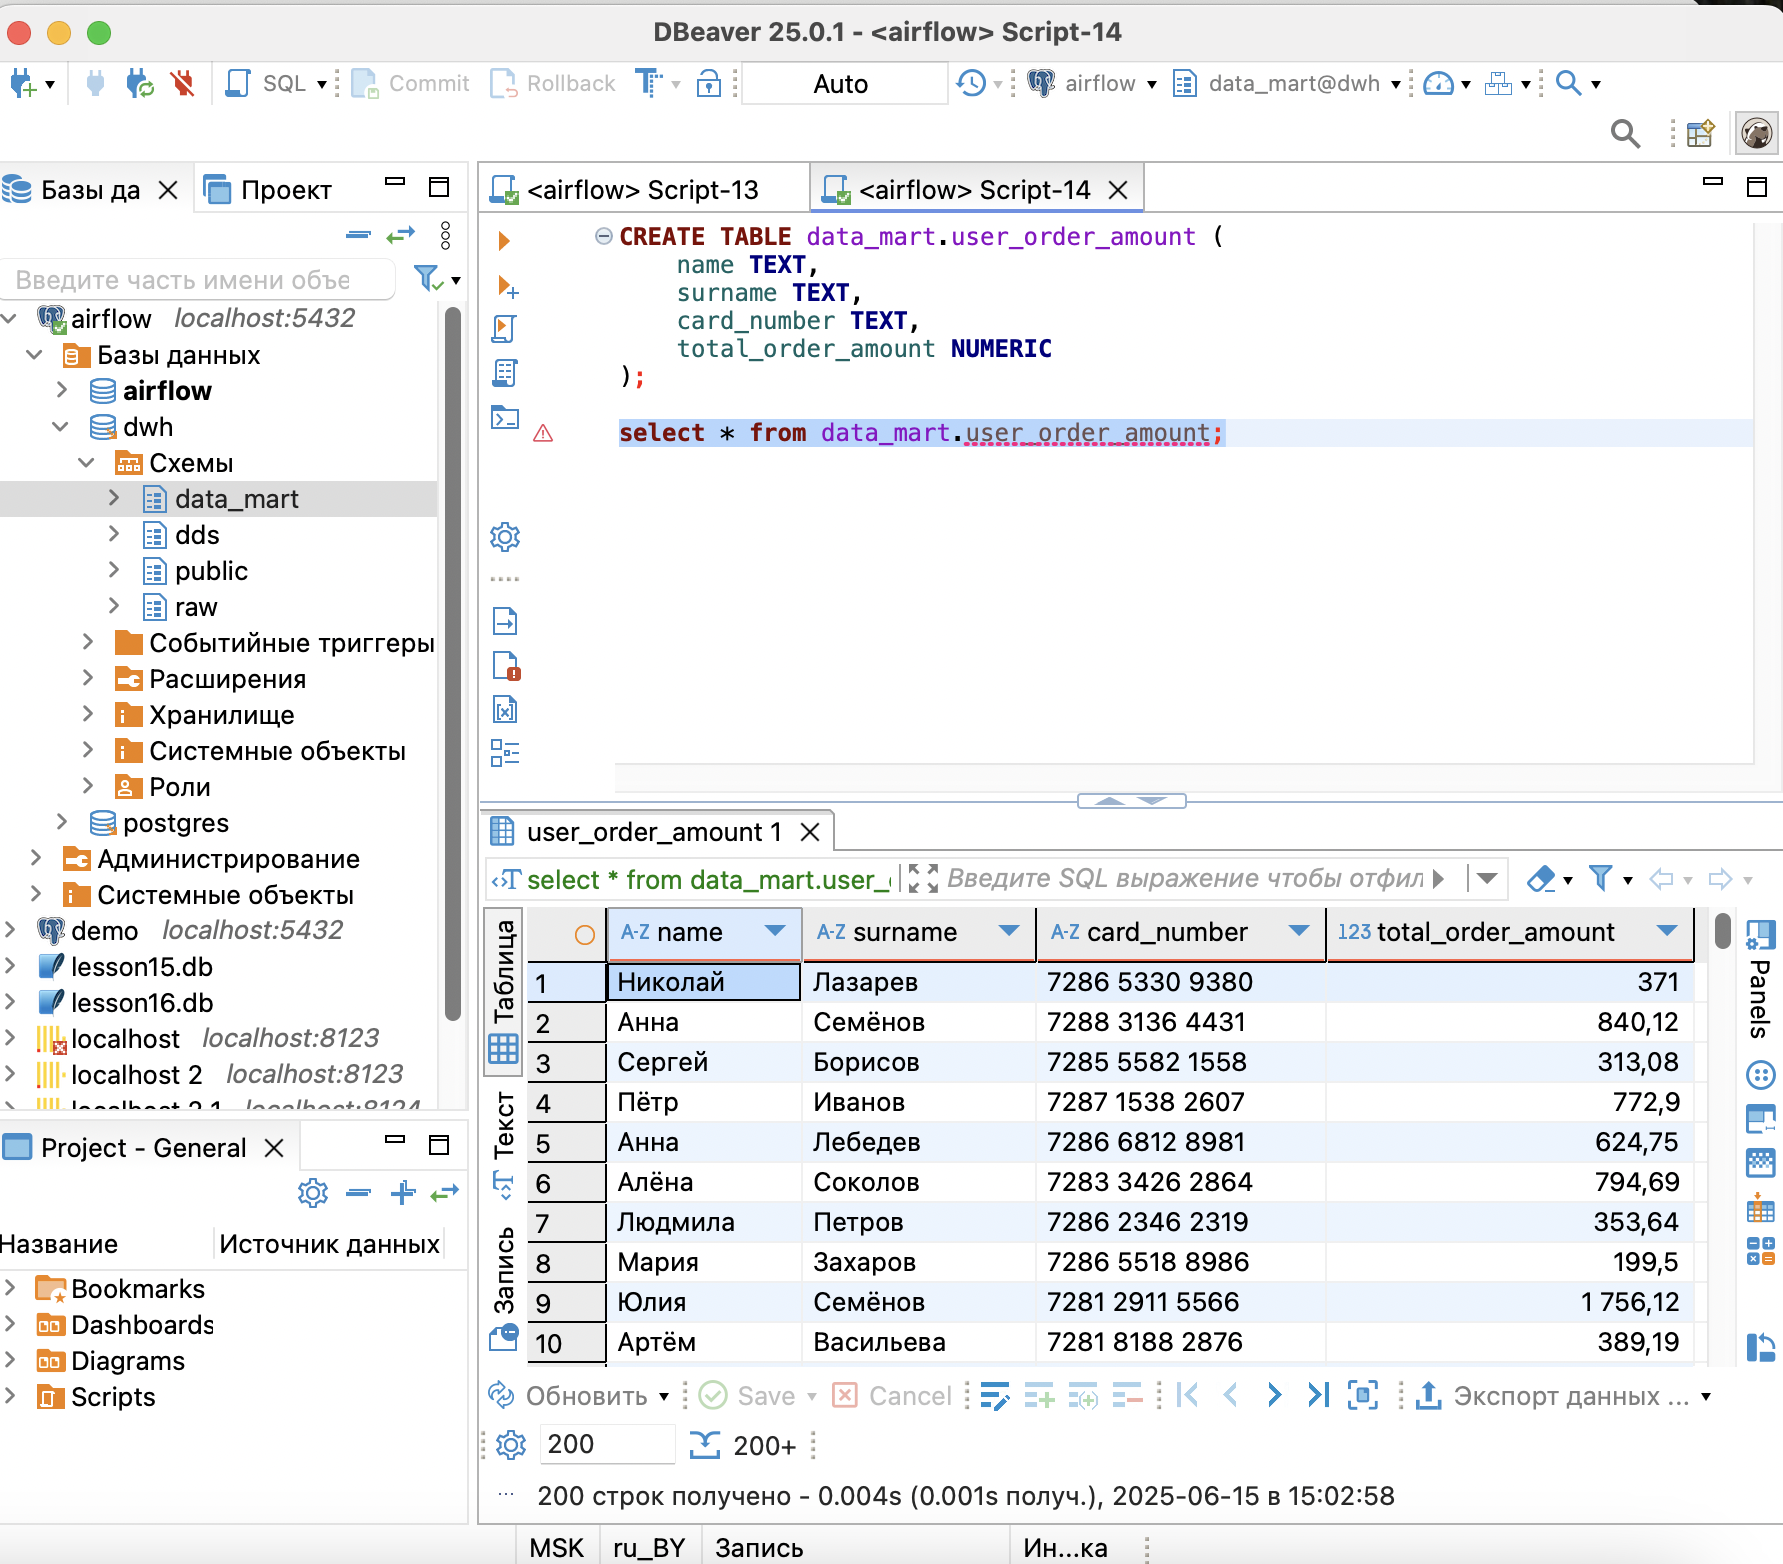 DBeaver 25.0.1 - <airflow> Script-14
SQL
Commit
Rollback
Auto
airflow
data_mart@dwh
Базы да
Проект
<airflow> Script-13
<airflow> Script-14
Введите часть имени объе
airflow localhost:5432
Базы данных
airflow
dwh
Схемы
data_mart
dds
public
raw
Событийные триггеры
Расширения
Хранилище
Системные объекты
Роли
postgres
Администрирование
Системные объекты
demo localhost:5432
lesson15.db
lesson16.db
localhost localhost:8123
localhost 2 localhost:8123
localhost 2 1 localhost:8124
CREATE TABLE data_mart.user_order_amount (
name TEXT,
surname TEXT,
card_number TEXT,
total_order_amount NUMERIC
);
select * from data_mart.user_order_amount;
Project - General
Название Источник данных
Bookmarks
Dashboards
Diagrams
Scripts
user_order_amount 1
select * from data_mart.user_
Введите SQL выражение чтобы отфил
Таблица
Текст
Запись
Panels
A-Z name A-Z surname A-Z card_number 123 total_order_amount
1 Николай Лазарев 7286 5330 9380 371
2 Анна Семёнов 7288 3136 4431 840,12
3 Сергей Борисов 7285 5582 1558 313,08
4 Пётр Иванов 7287 1538 2607 772,9
5 Анна Лебедев 7286 6812 8981 624,75
6 Алёна Соколов 7283 3426 2864 794,69
7 Людмила Петров 7286 2346 2319 353,64
8 Мария Захаров 7286 5518 8986 199,5
9 Юлия Семёнов 7281 2911 5566 1 756,12
10 Артём Васильева 7281 8188 2876 389,19
Обновить
Save
Cancel
Экспорт данных ...
200
200+
200 строк получено - 0.004s (0.001s получ.), 2025-06-15 в 15:02:58
MSK
ru_BY
Запись
Ин...ка